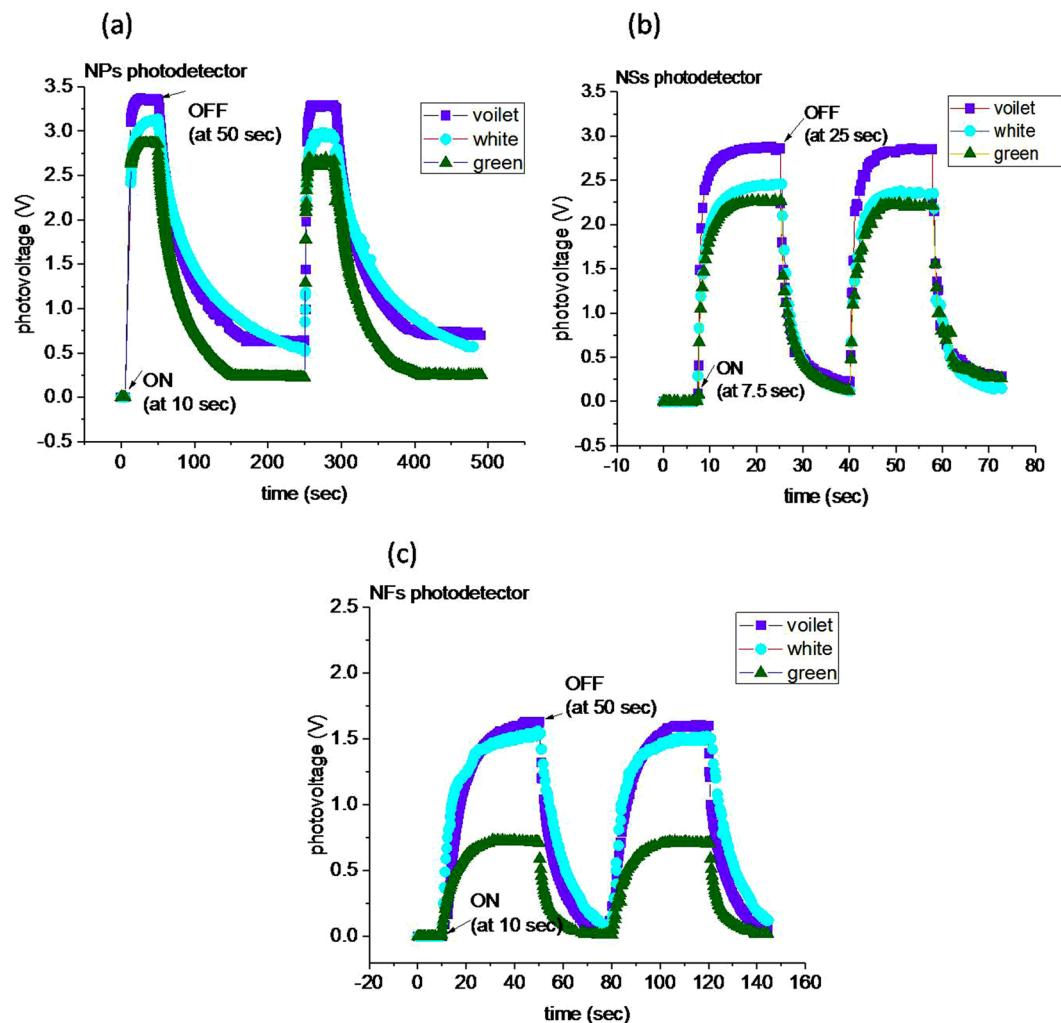 (a)
NPs photodetector
3.5
3.0
2.5
2.0
1.5
1.0
0.5
0.0
-0.5
photovoltage (V)
OFF
(at 50 sec)
ON
(at 10 sec)
voilet
white
green
0 100 200 300 400 500
time (sec)
(b)
NSs photodetector
3.5
3.0
2.5
2.0
1.5
1.0
0.5
0.0
-0.5
photovoltage (V)
OFF
(at 25 sec)
ON
(at 7.5 sec)
voilet
white
green
-10 0 10 20 30 40 50 60 70 80
time (sec)
(c)
NFs photodetector
2.5
2.0
1.5
1.0
0.5
0.0
photovoltage (V)
OFF
(at 50 sec)
ON
(at 10 sec)
voilet
white
green
-20 0 20 40 60 80 100 120 140 160
time (sec)